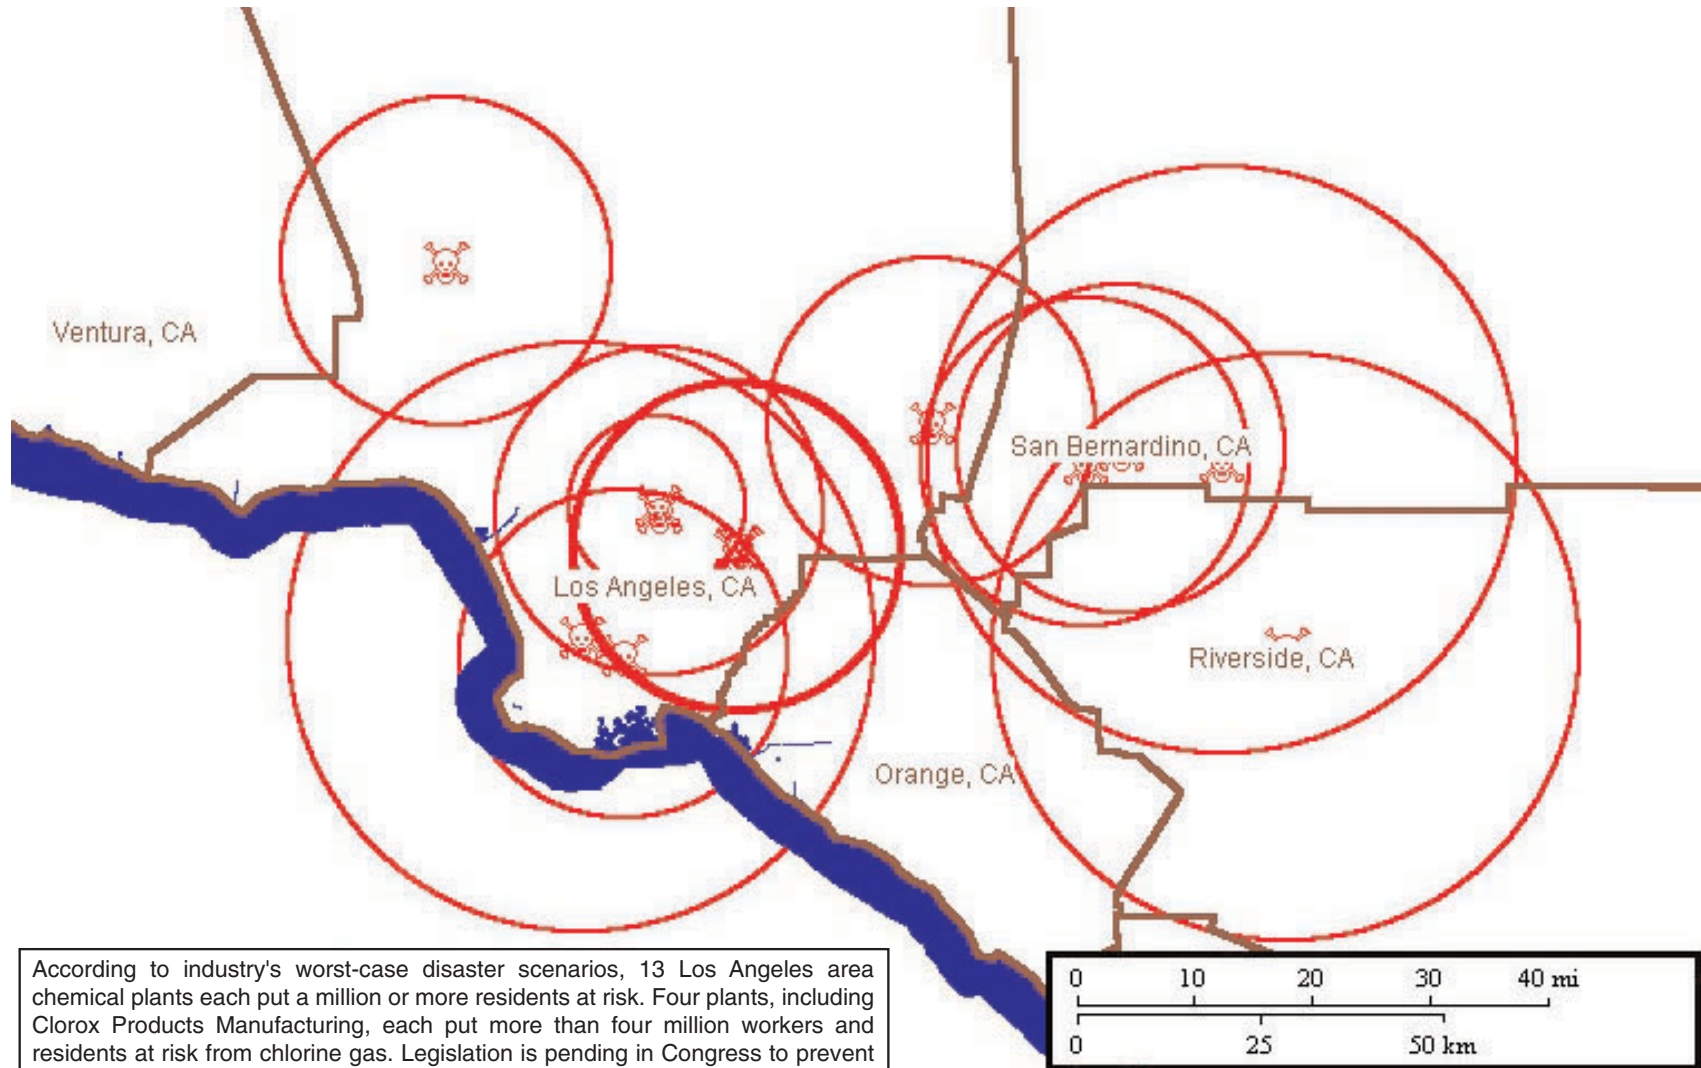 Ventura, CA
San Bernardino, CA
Los Angeles, CA
Riverside, CA
Orange, CA
According to industry's worst-case disaster scenarios, 13 Los Angeles area
chemical plants each put a million or more residents at risk. Four plants, including
Clorox Products Manufacturing, each put more than four million workers and
residents at risk from chlorine gas. Legislation is pending in Congress to prevent
0 10 20 30 40 mi
0 25 50 km